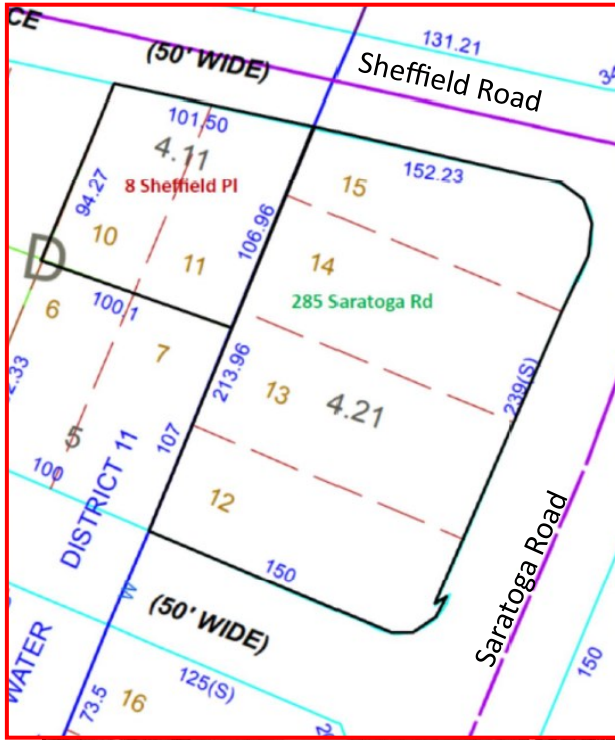 CE
(50' WIDE)
131.21
Sheffield Road
101.50
4.11
152.23
8 Sheffield Pl
94.27
15
106.96
10
11
14
D
285 Saratoga Rd
6
100.1
7
213.96
13
4.21
239(S)
2.33
5
107
100
12
DISTRICT 11
150
W
(50' WIDE)
Saratoga Road
WATER
125(S)
73.5
16
150